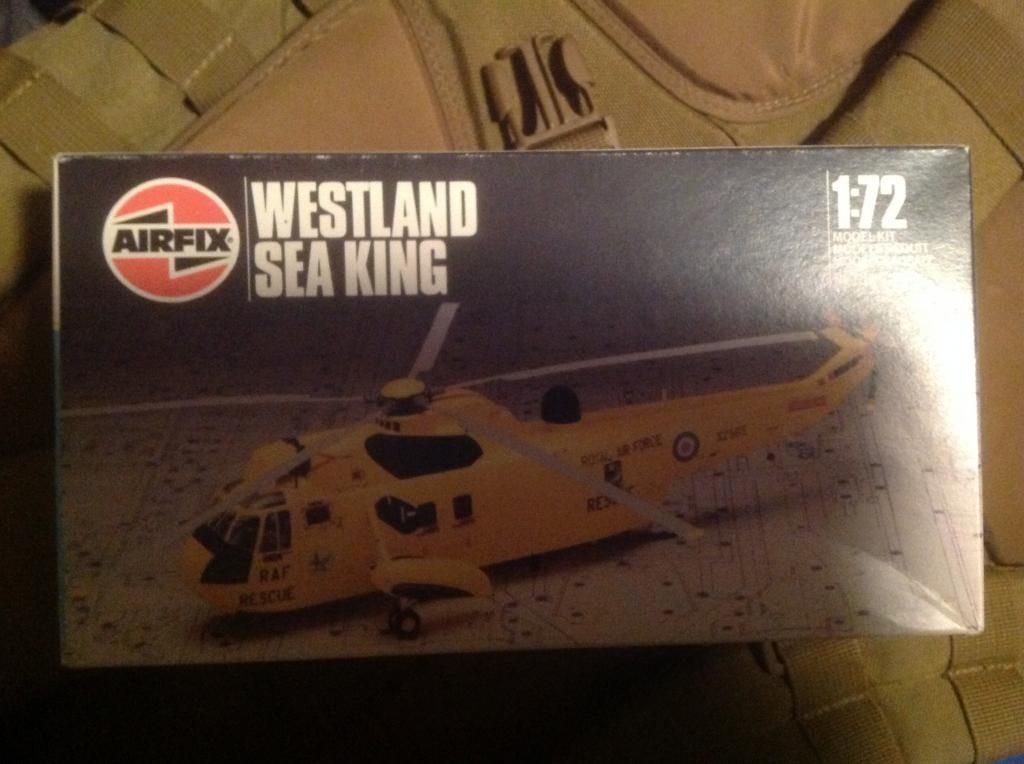 AIRFIX
WESTLAND
SEA KING
1:72
MODEL KIT
ROYAL AIR FORCE
RESCUE
RAF
RESCUE